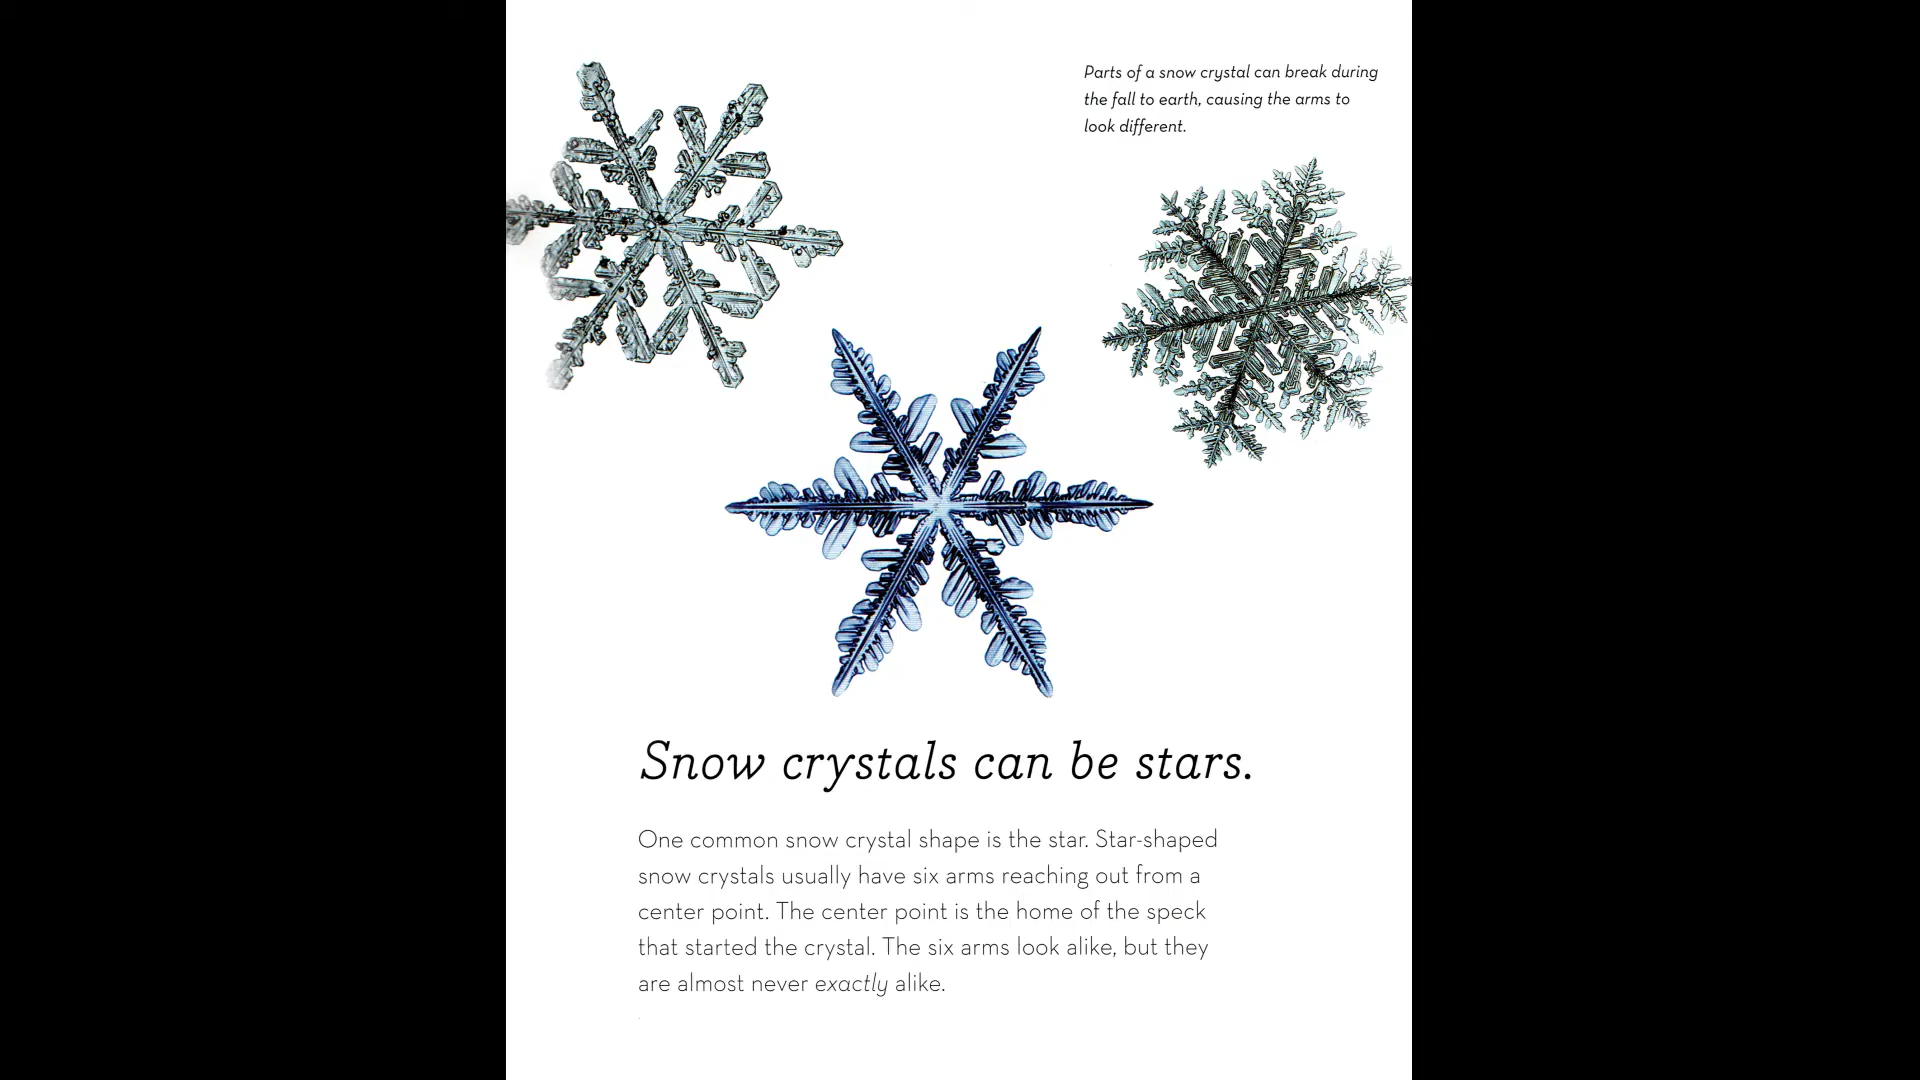 Parts of a snow crystal can break during
the fall to earth, causing the arms to
look different.
Snow crystals can be stars.
One common snow crystal shape is the star. Star-shaped
snow crystals usually have six arms reaching out from a
center point. The center point is the home of the speck
that started the crystal. The six arms look alike, but they
are almost never exactly alike.